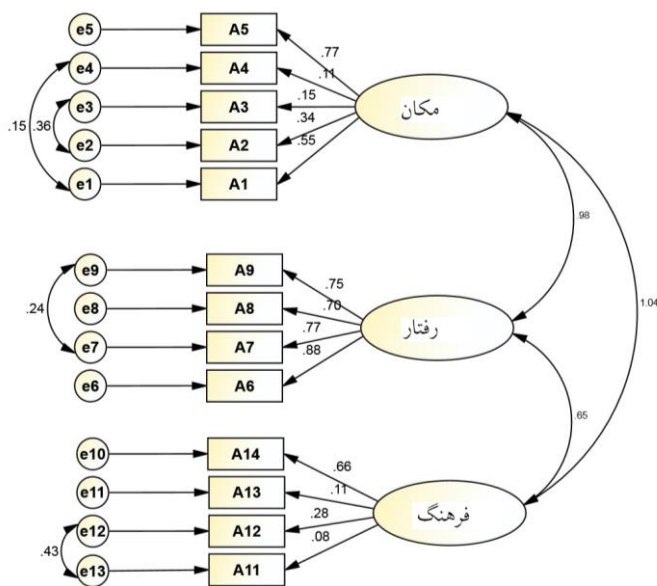 e5 A5 .77
e4 A4 .11
e3 A3 .15 مکان
.15 .36
e2 A2 .34
e1 A1 .55
.98
e9 A9 .75
1.04
.24 e8 A8 .70
رفتار
e7 A7 .77
e6 A6 .88
.65
e10 A14 .66
e11 A13 .11
فرهنگ
e12 A12 .28
.43
e13 A11 .08